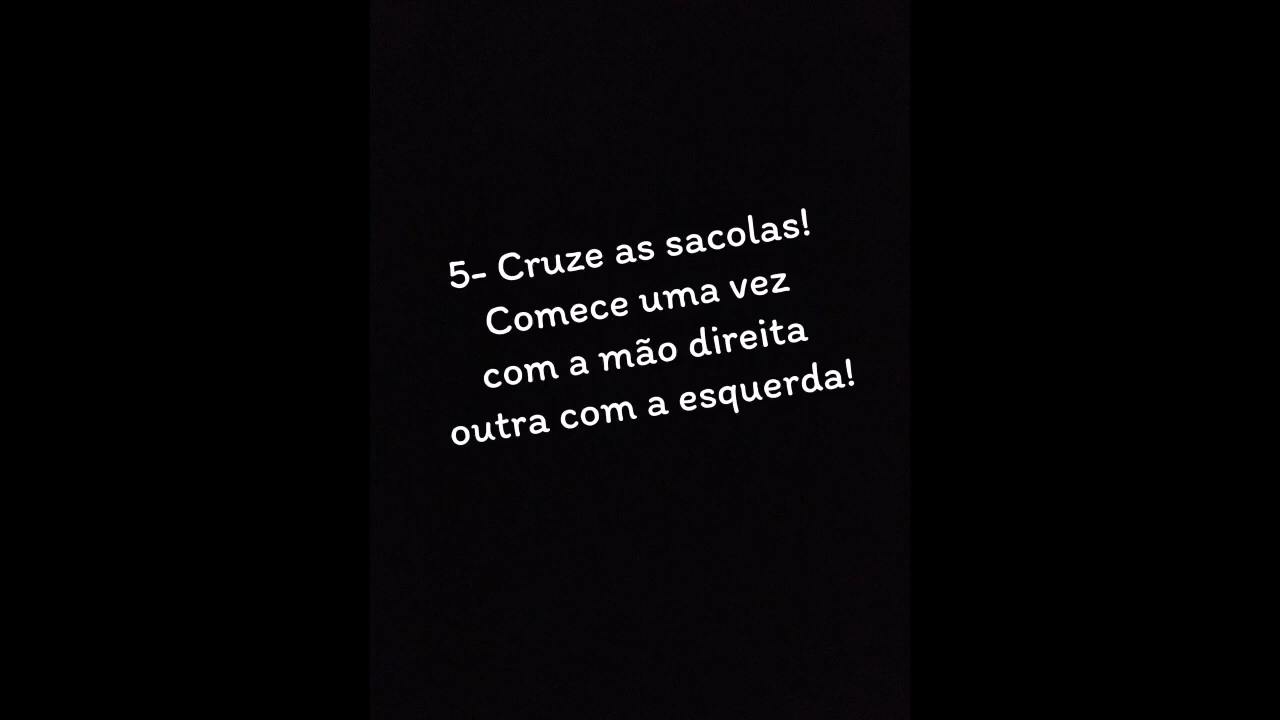 5- Cruze as sacolas!
Comece uma vez
com a mão direita
outra com a esquerda!